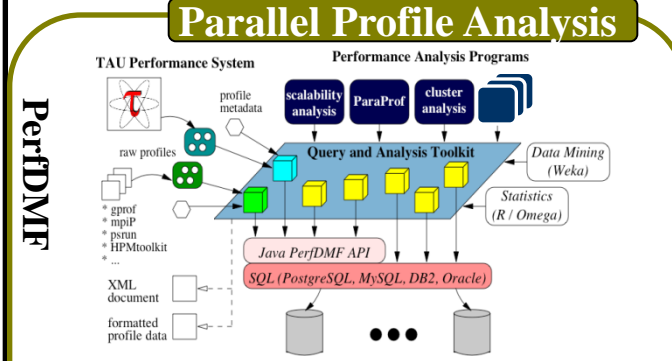 Parallel Profile Analysis
PerfDMF
TAU Performance System
Performance Analysis Programs
τ
profile
metadata
scalability
analysis
ParaProf
cluster
analysis
raw profiles
Query and Analysis Toolkit
Data Mining
(Weka)
Statistics
(R / Omega)
* gprof
* mpiP
* psrun
* HPMtoolkit
* ...
Java PerfDMF API
SQL (PostgreSQL, MySQL, DB2, Oracle)
XML
document
formatted
profile data